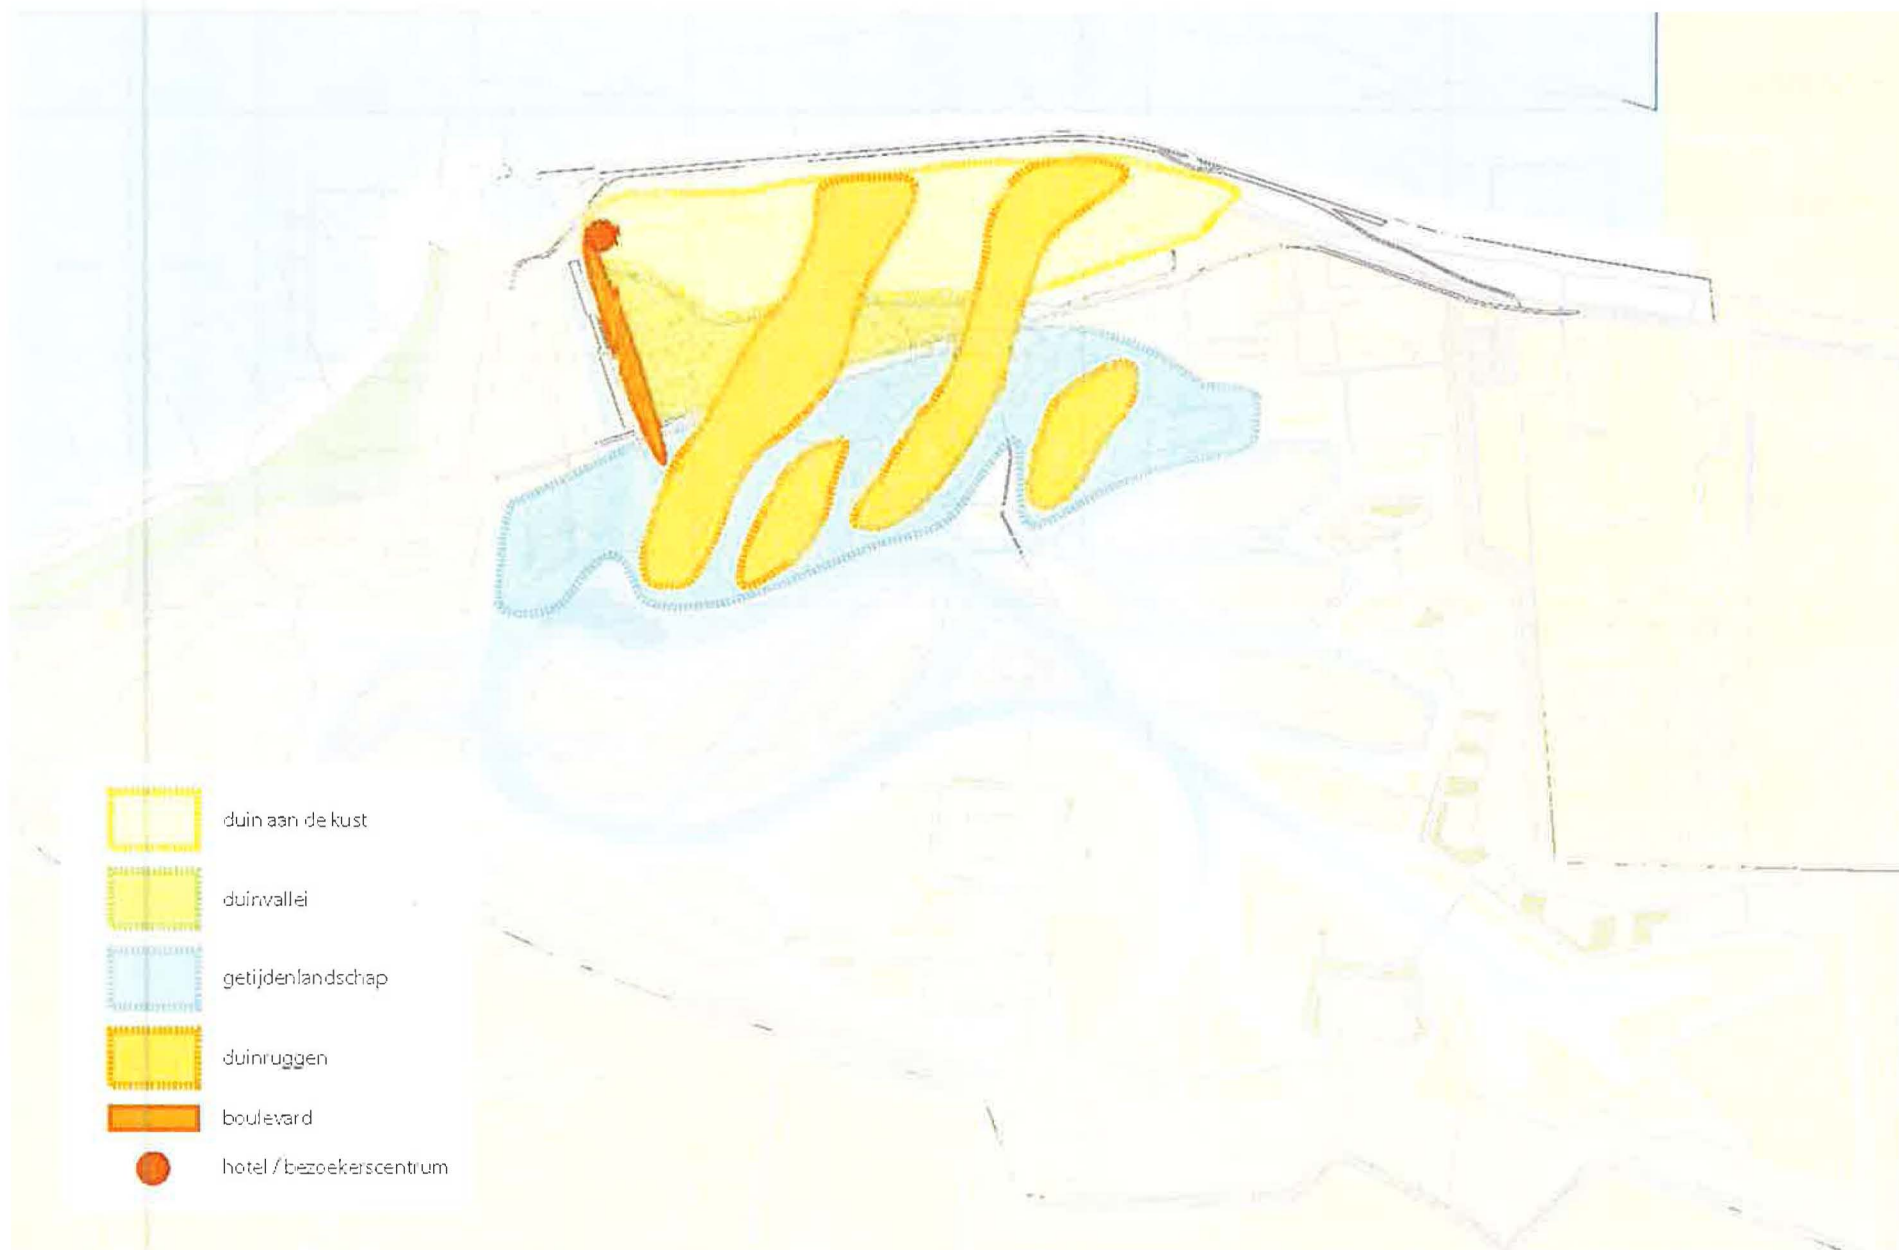 duin aan de kust
duinvallei
getijdenlandschap
duinruggen
boulevard
hotel / bezoekerscentrum